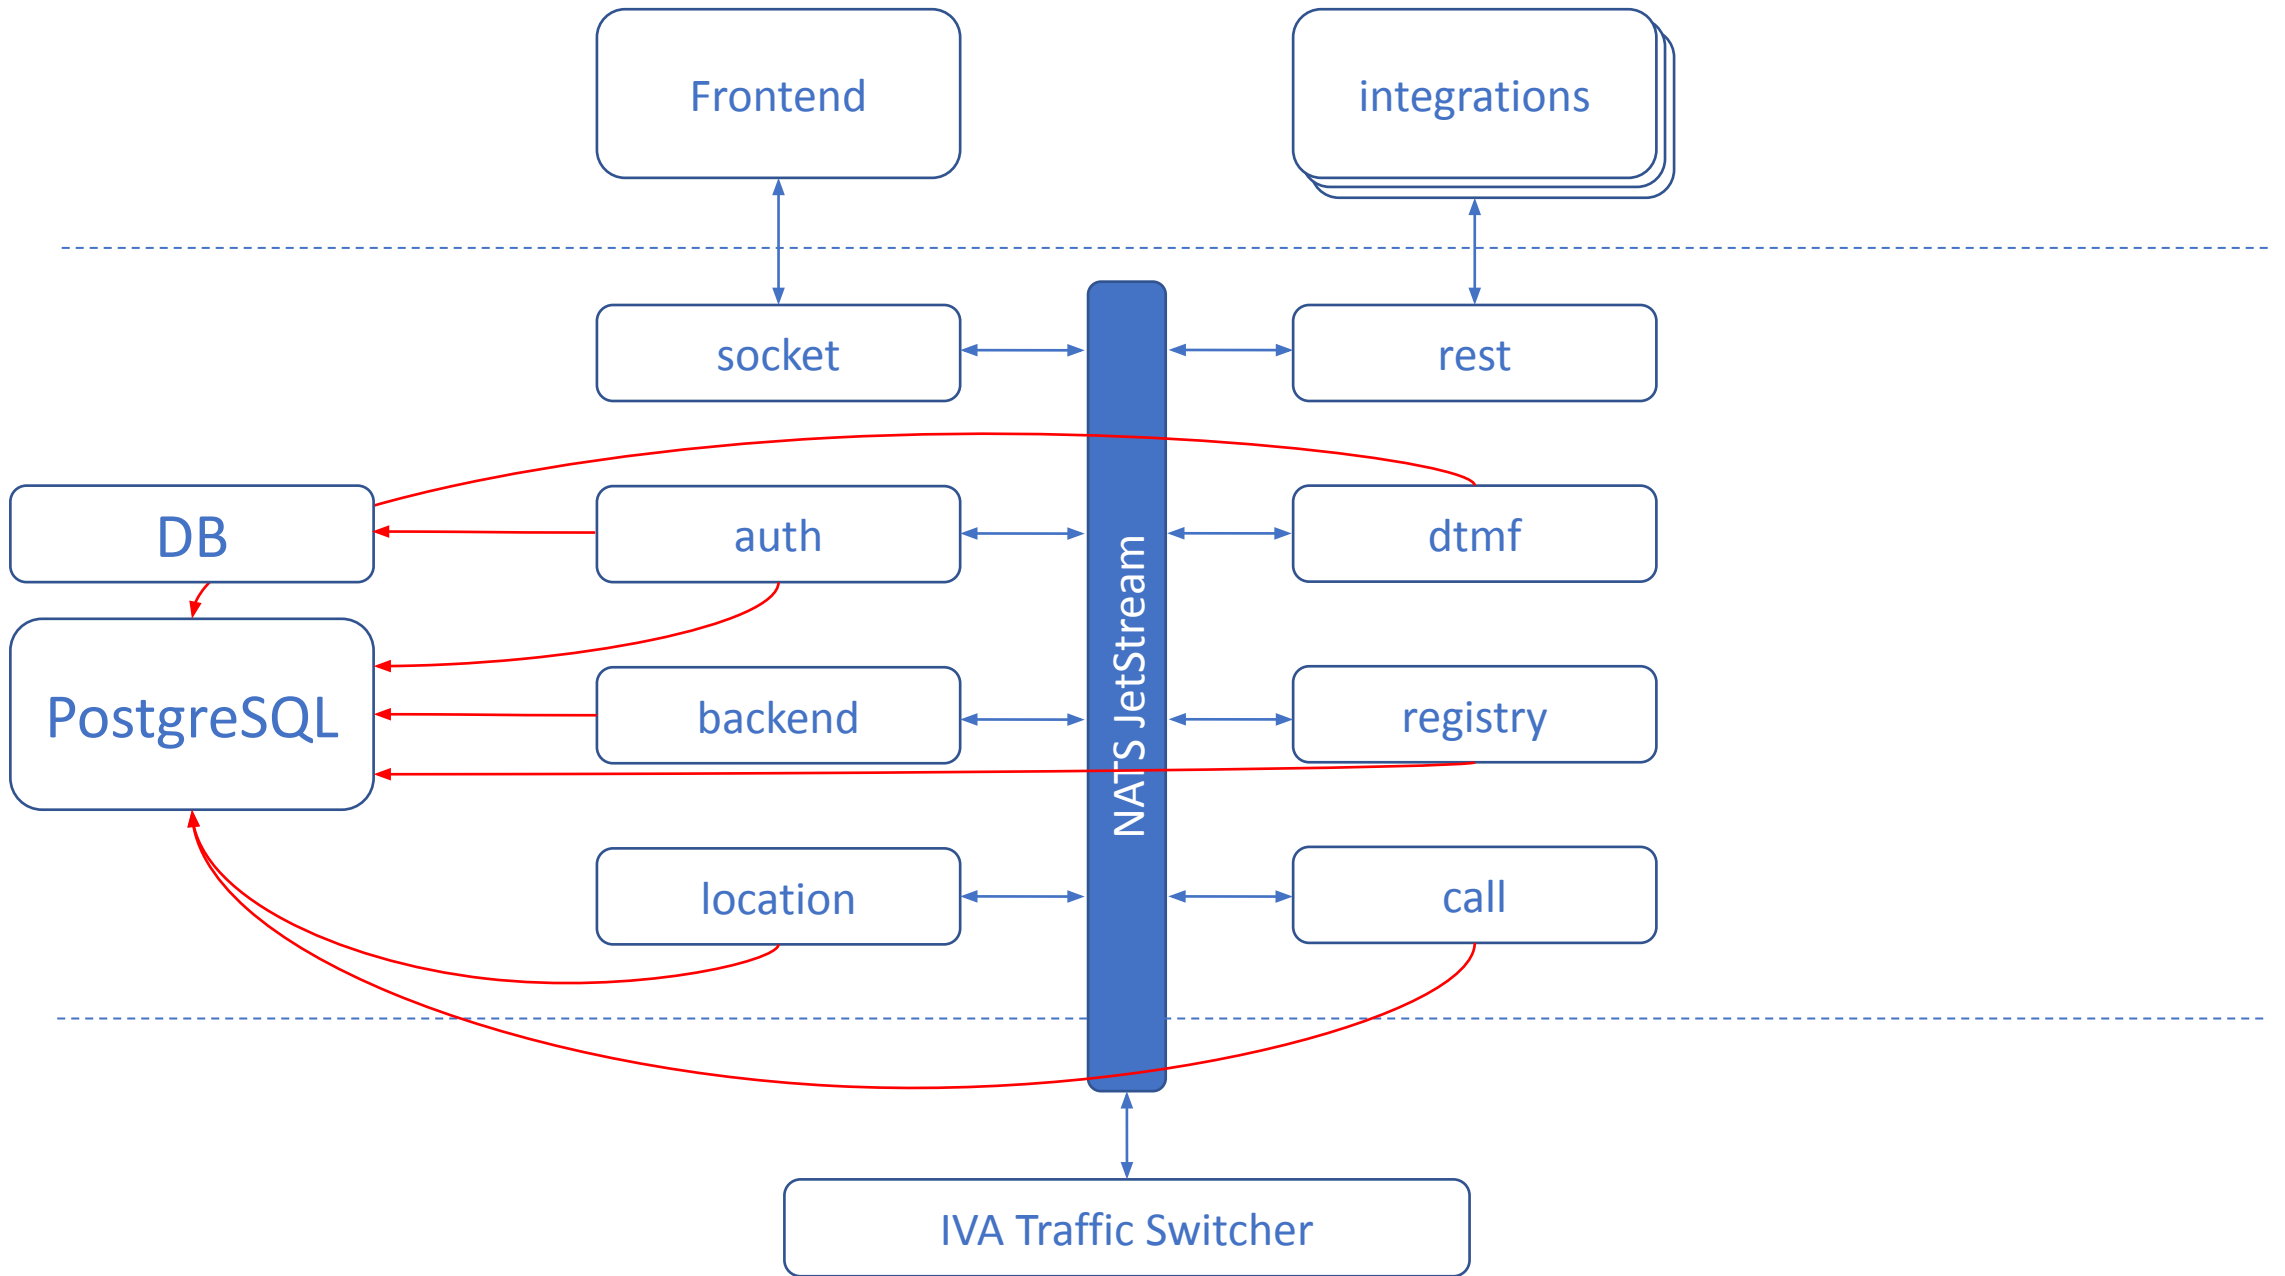 Frontend
integrations
socket
rest
DB
auth
dtmf
NATS JetStream
PostgreSQL
backend
registry
location
call
IVA Traffic Switcher